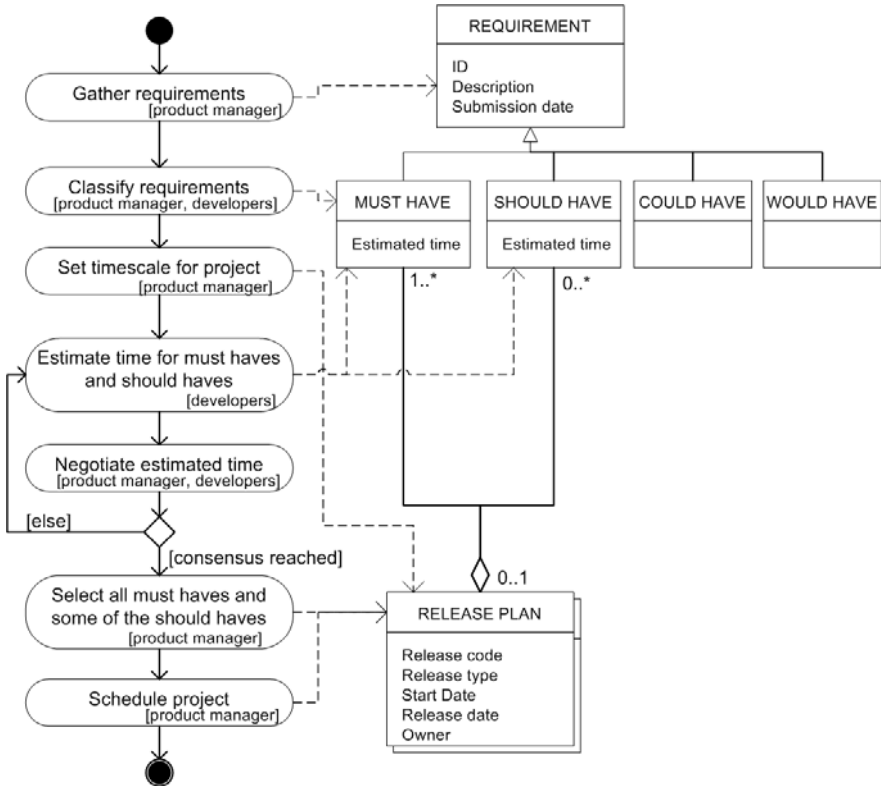 REQUIREMENT
ID
Description
Submission date
Gather requirements
[product manager]
Classify requirements
[product manager, developers]
MUST HAVE
Estimated time
SHOULD HAVE
Estimated time
COULD HAVE
WOULD HAVE
Set timescale for project
[product manager]
1..*
0..*
Estimate time for must haves
and should haves
[developers]
Negotiate estimated time
[product manager, developers]
[else]
[consensus reached]
0..1
Select all must haves and
some of the should haves
[product manager]
RELEASE PLAN
Release code
Release type
Start Date
Release date
Owner
Schedule project
[product manager]